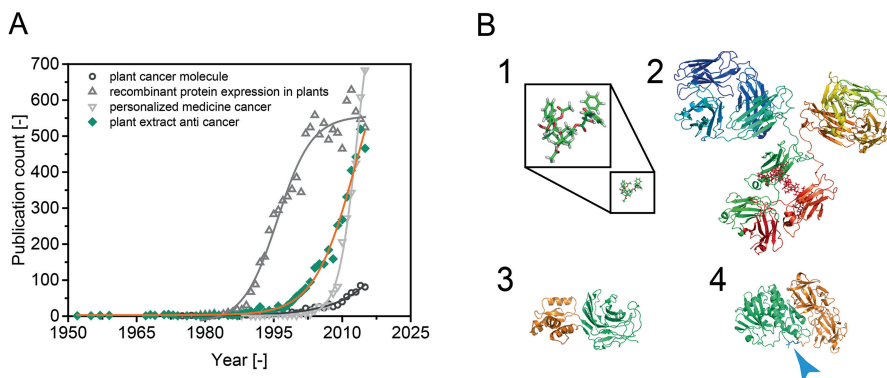 A
B
700
600
500
400
300
200
100
0
Publication count [-]
plant cancer molecule
recombinant protein expression in plants
personalized medicine cancer
plant extract anti cancer
1950 1965 1980 1995 2010 2025
Year [-]
1
2
3
4